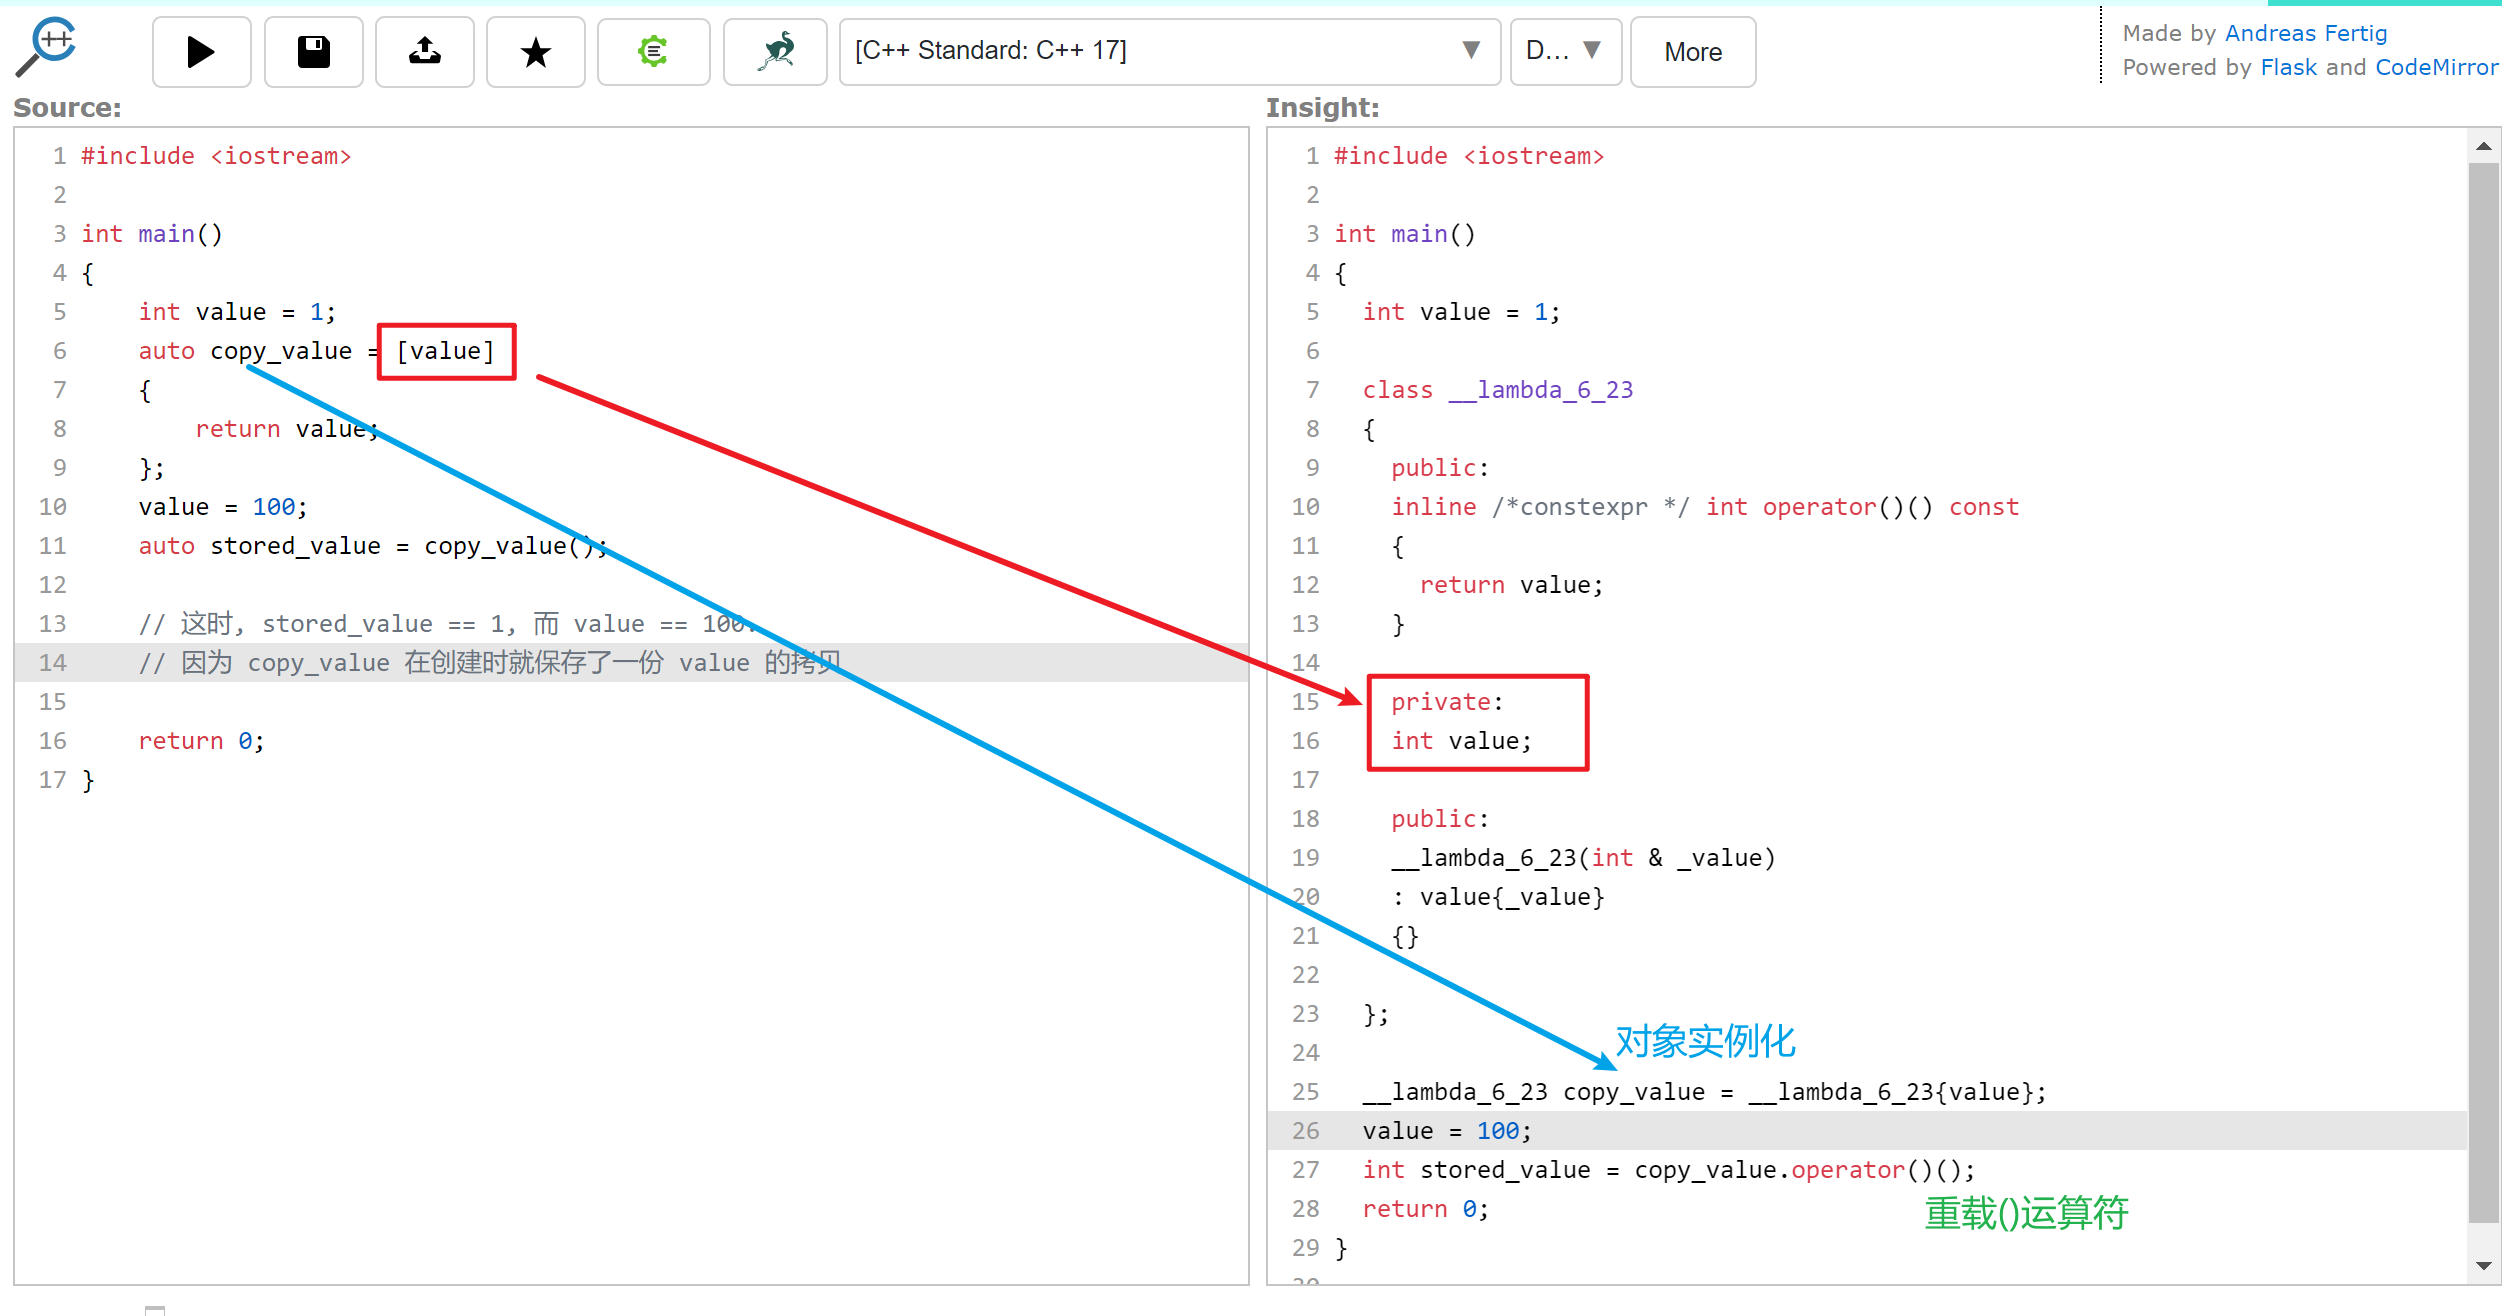 ++
[C++ Standard: C++ 17]
D...
More
Made by Andreas Fertig
Powered by Flask and CodeMirror
Source:
1 #include <iostream>
2
3 int main()
4 {
5     int value = 1;
6     auto copy_value = [value]
7     {
8         return value;
9     };
10     value = 100;
11     auto stored_value = copy_value();
12
13     // 这时, stored_value == 1, 而 value == 100.
14     // 因为 copy_value 在创建时就保存了一份 value 的拷贝
15
16     return 0;
17 }
Insight:
1 #include <iostream>
2
3 int main()
4 {
5   int value = 1;
6
7   class __lambda_6_23
8   {
9     public:
10     inline /*constexpr */ int operator()() const
11     {
12       return value;
13     }
14
15     private:
16     int value;
17
18     public:
19     __lambda_6_23(int & _value)
20     : value{_value}
21     {}
22
23   };
24
对象实例化
25   __lambda_6_23 copy_value = __lambda_6_23{value};
26   value = 100;
27   int stored_value = copy_value.operator()();
28   return 0;
重载()运算符
29 }
30